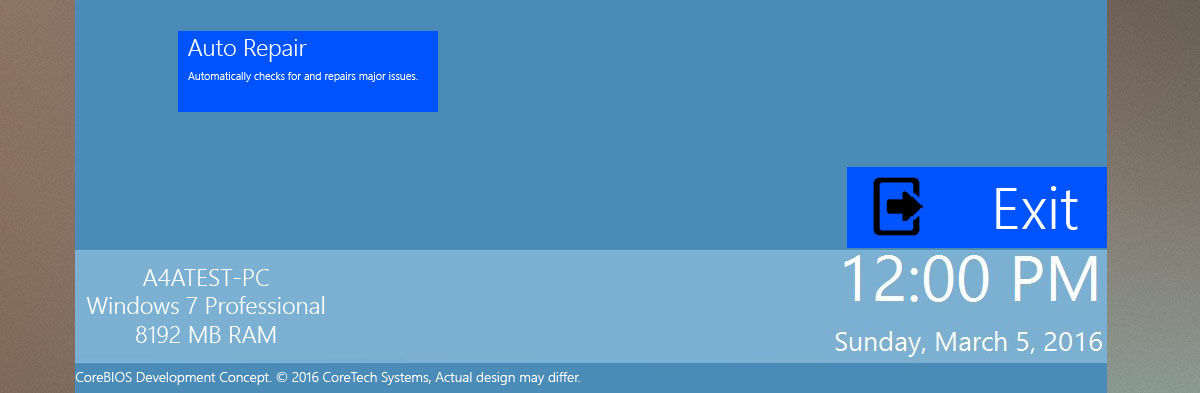 Auto Repair
Automatically checks for and repairs major issues.
Exit
12:00 PM
A4ATEST-PC
Windows 7 Professional
8192 MB RAM
Sunday, March 5, 2016
CoreBIOS Development Concept. © 2016 CoreTech Systems, Actual design may differ.